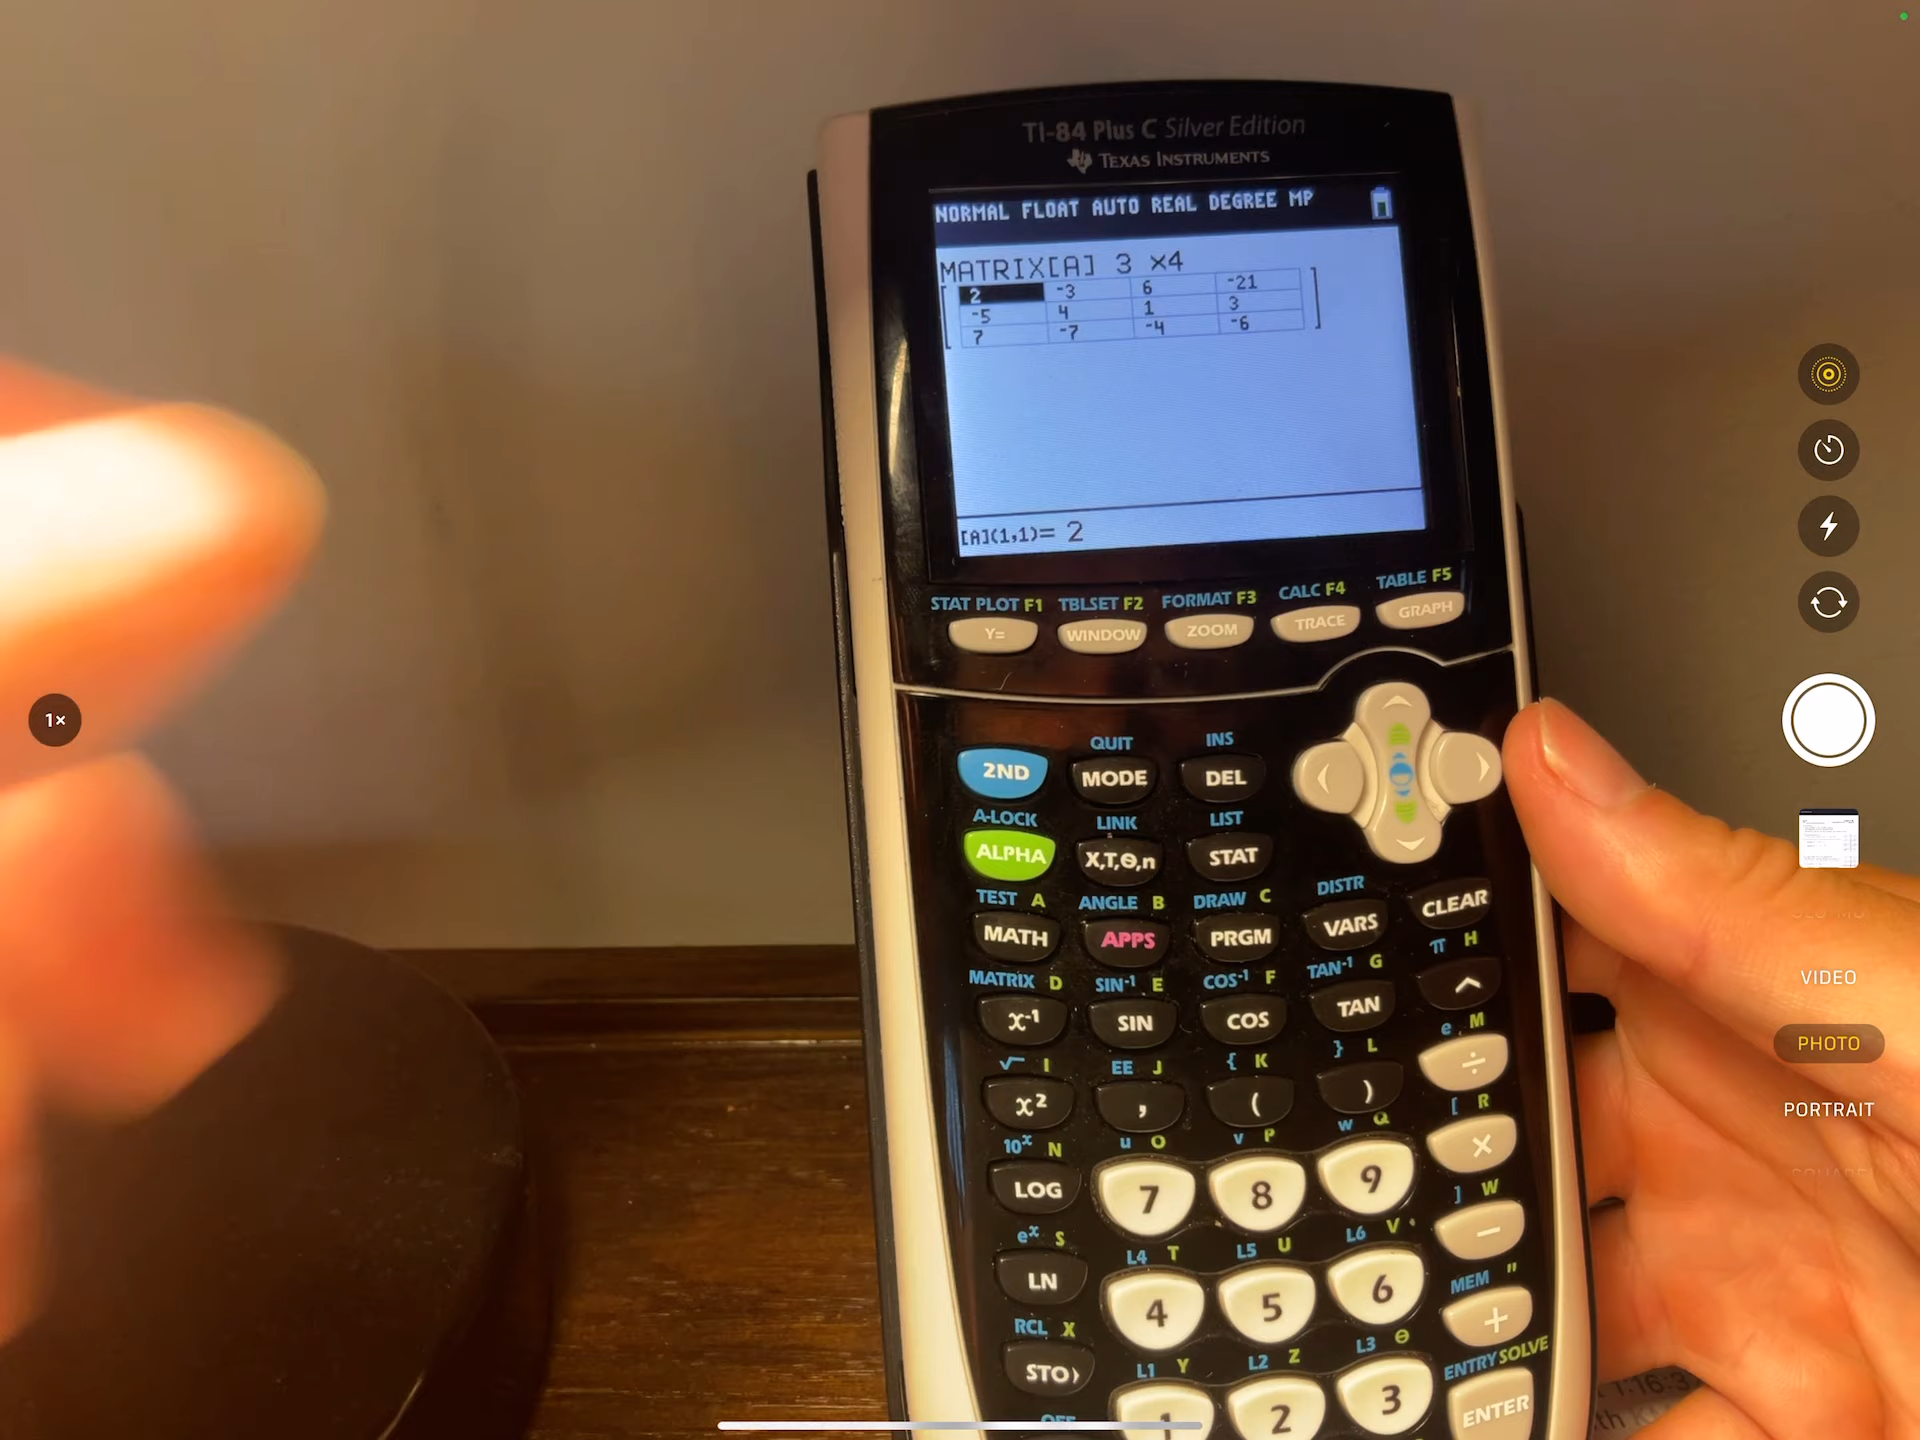 TI-84 Plus C Silver Edition
TEXAS INSTRUMENTS
NORMAL FLOAT AUTO REAL DEGREE MP
MATRIX[A] 3 ×4
2 -3 6 -21
-5 4 1 3
7 -7 -4 -6
[A](1,1)= 2
STAT PLOT F1 TBLSET F2 FORMAT F3 CALC F4 TABLE F5
Y= WINDOW ZOOM TRACE GRAPH
QUIT INS
2ND MODE DEL
A-LOCK LINK LIST
ALPHA X,T,Θ,n STAT
TEST A ANGLE B DRAW C DISTR
MATH APPS PRGM VARS CLEAR
MATRIX D SIN⁻¹ E COS⁻¹ F TAN⁻¹ G π H
x⁻¹ SIN COS TAN ^
√ I EE J { K } L e M
x² , ( ) ÷
10ˣ N u O v P w Q [ R
LOG 7 8 9 ×
eˣ S L4 T L5 U L6 V ] W
LN 4 5 6 −
RCL X L1 Y L2 Z L3 θ MEM "
STO› 1 2 3 +
OFF ENTRY SOLVE
ENTER
1×
VIDEO
PHOTO
PORTRAIT